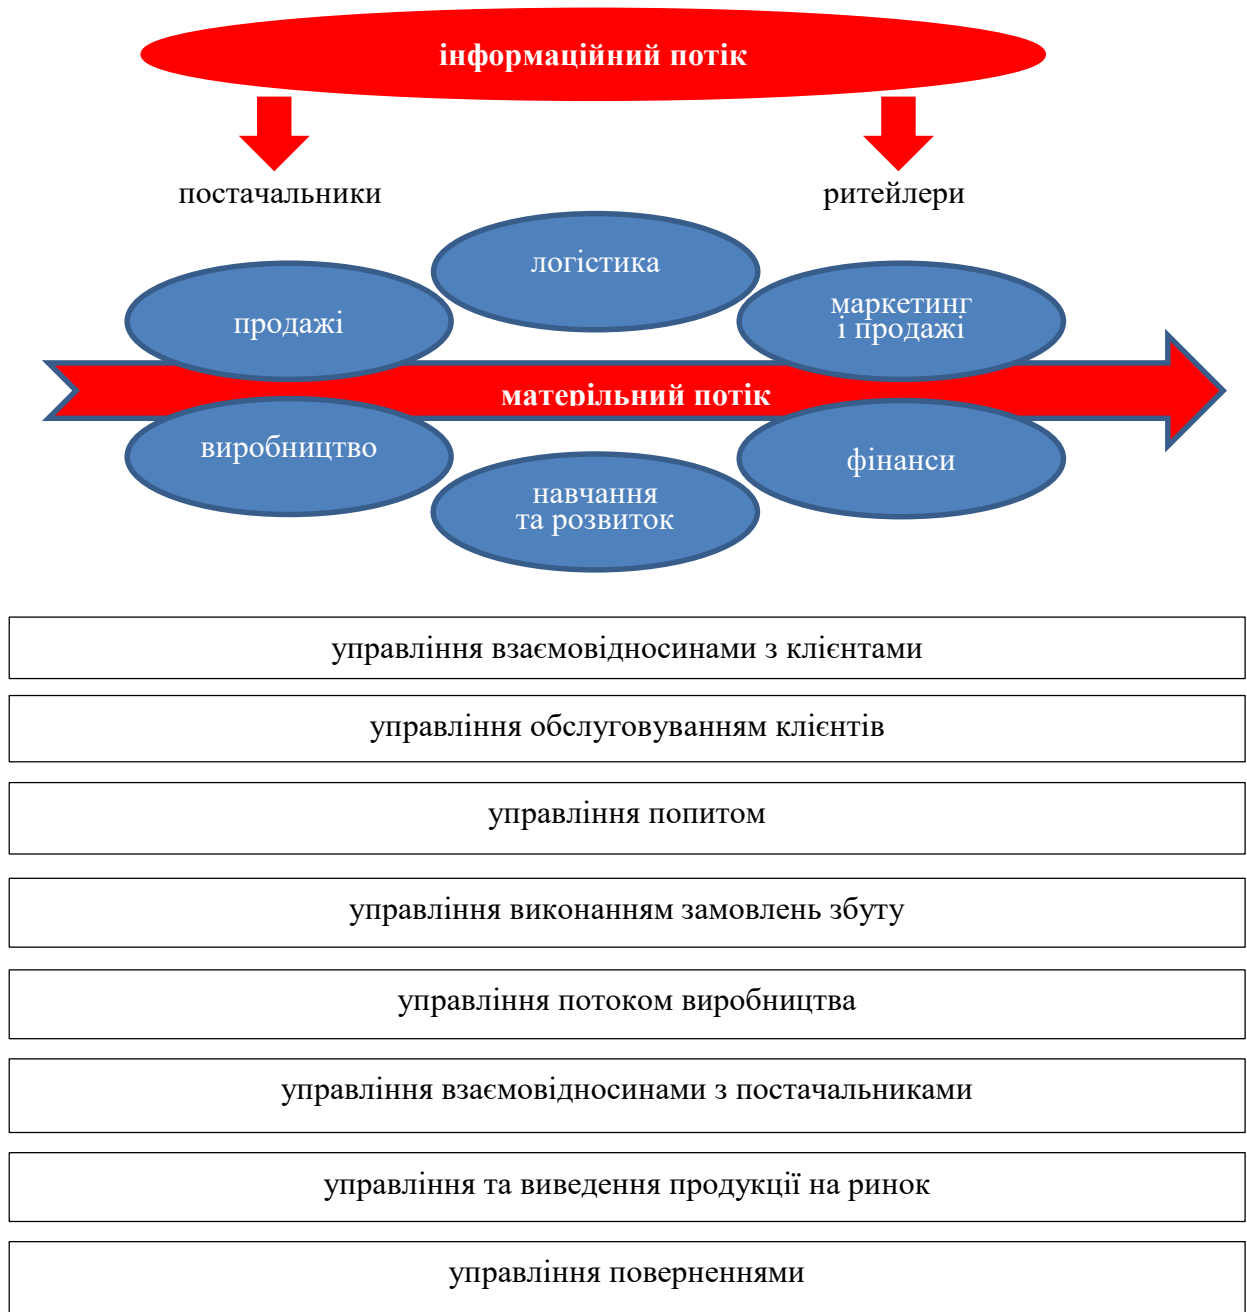 інформаційний потік
постачальники
ритейлери
логістика
продажі
маркетинг
і продажі
матерільний потік
виробництво
фінанси
навчання
та розвиток
управління взаємовідносинами з клієнтами
управління обслуговуванням клієнтів
управління попитом
управління виконанням замовлень збуту
управління потоком виробництва
управління взаємовідносинами з постачальниками
управління та виведення продукції на ринок
управління поверненнями